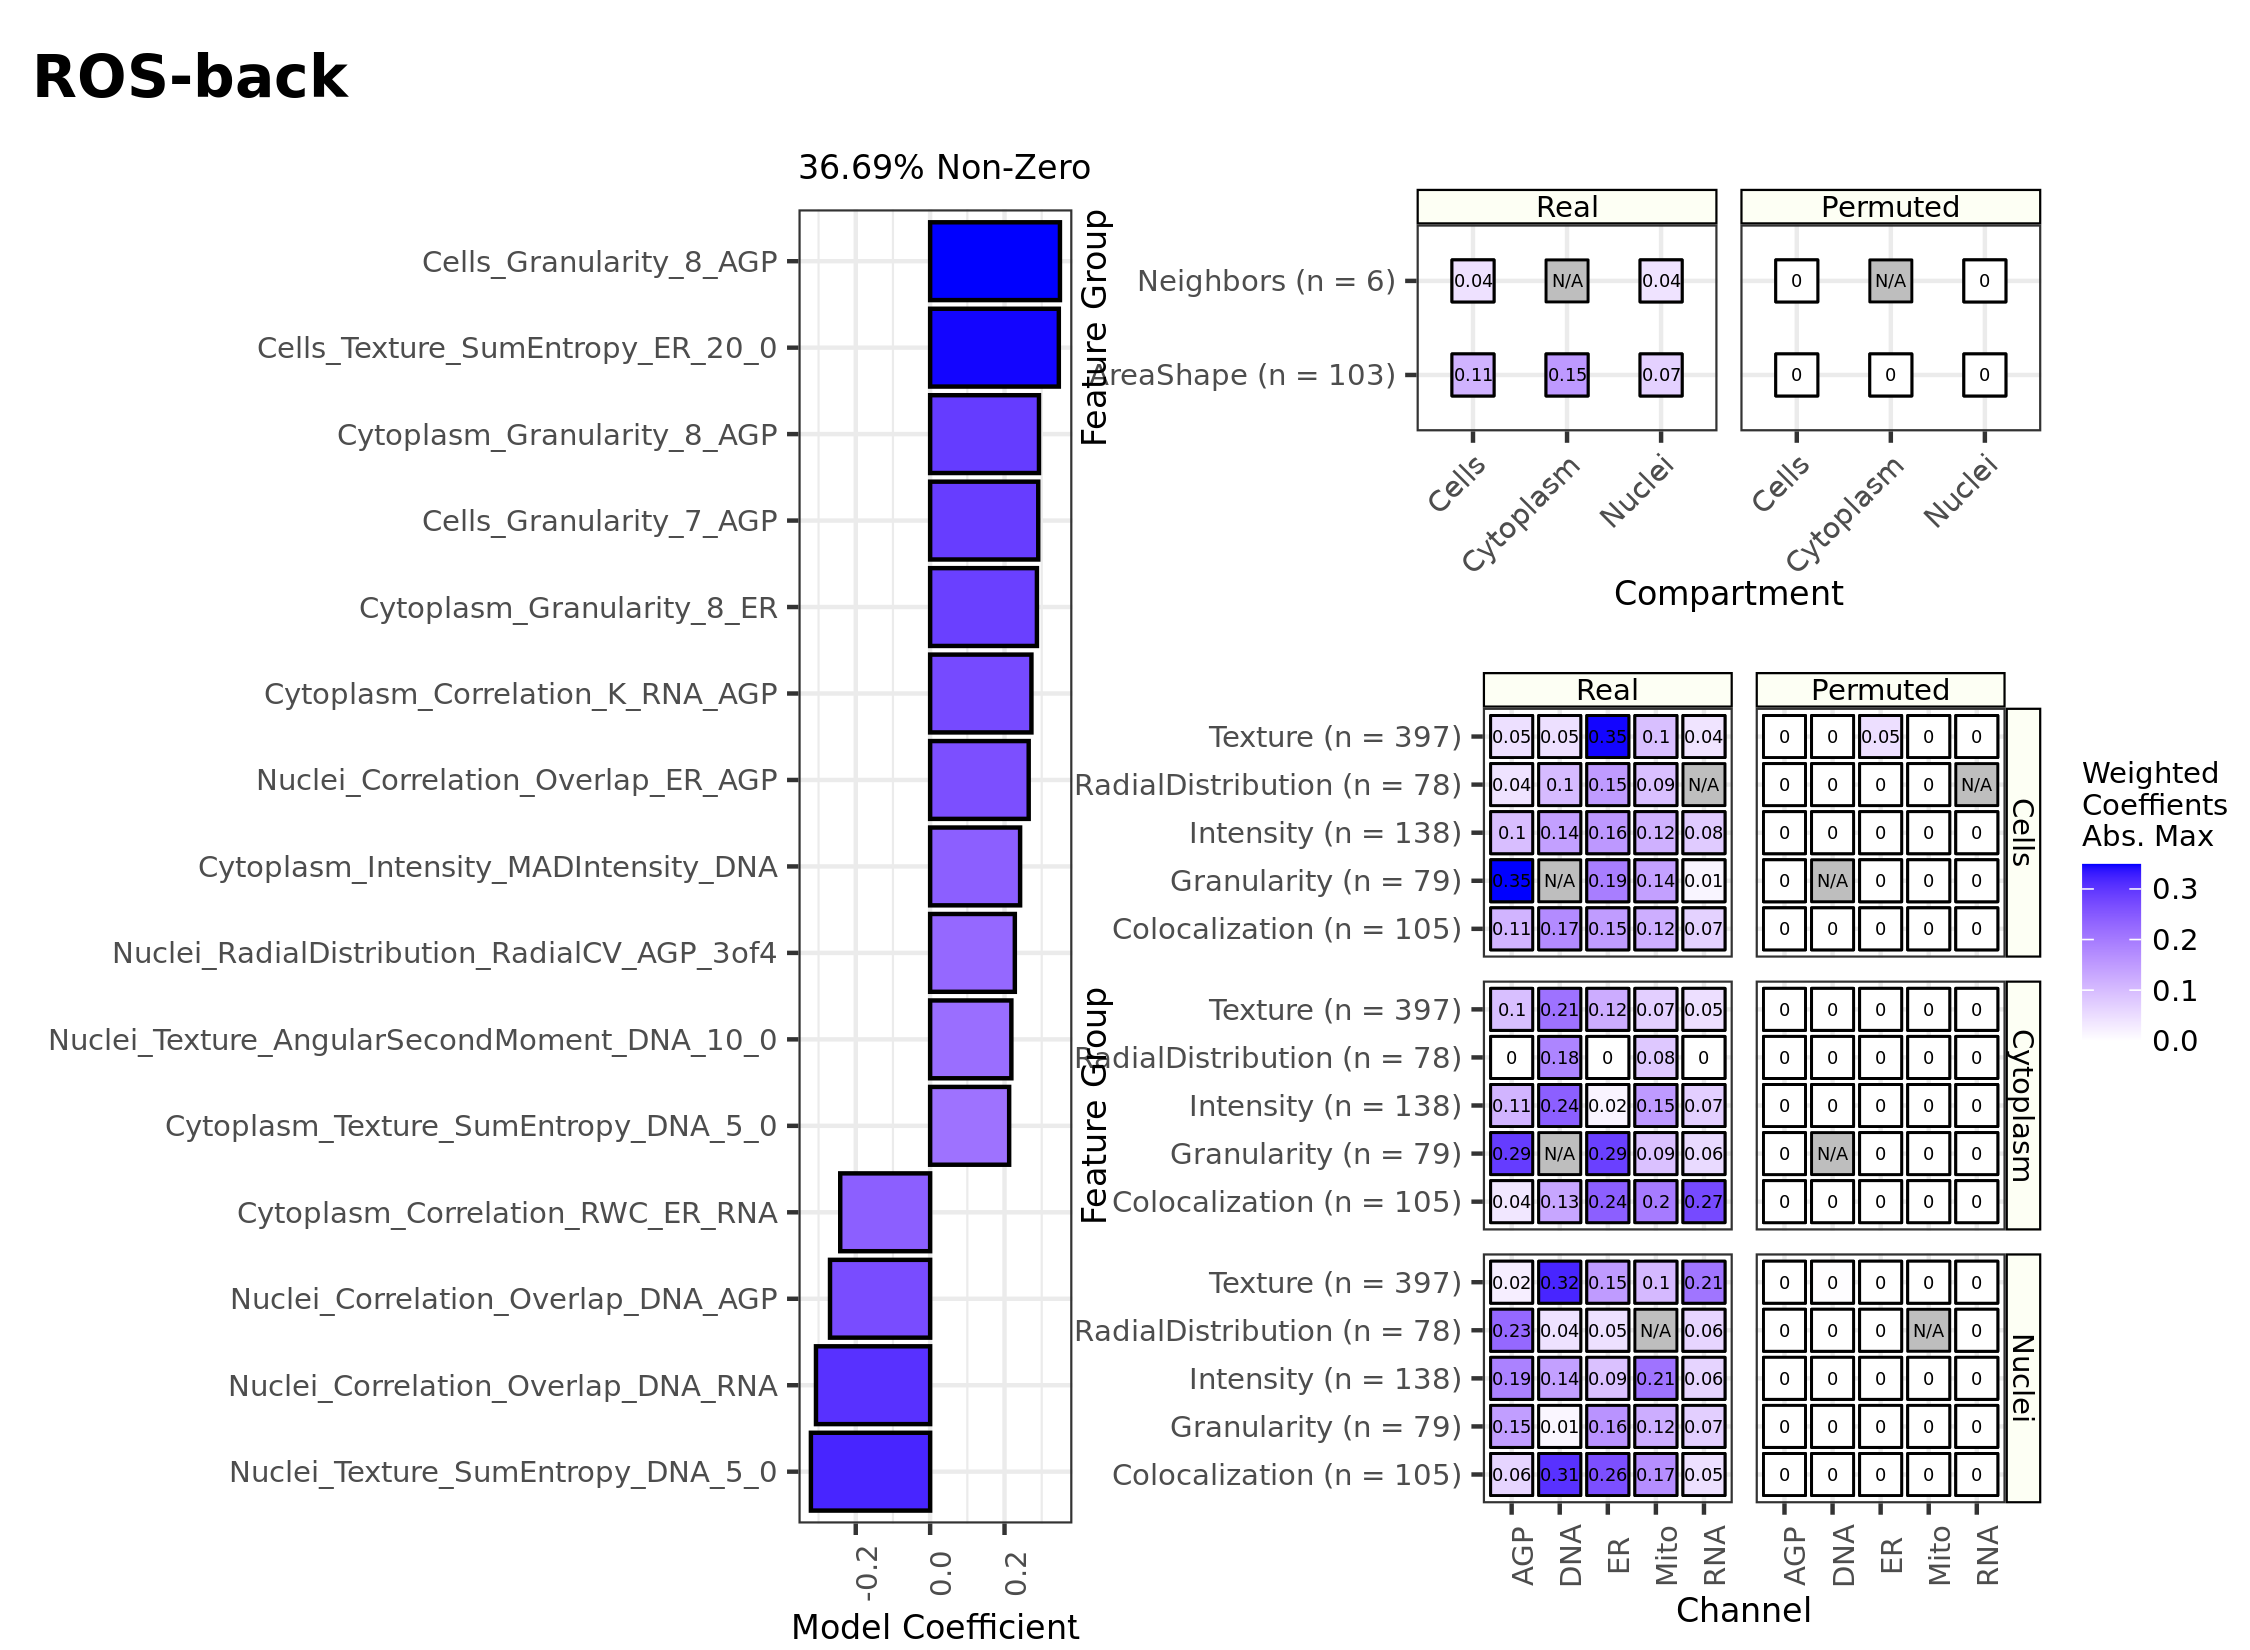 ROS-back
36.69% Non-Zero
Cells_Granularity_8_AGP
Cells_Texture_SumEntropy_ER_20_0
Cytoplasm_Granularity_8_AGP
Cells_Granularity_7_AGP
Cytoplasm_Granularity_8_ER
Cytoplasm_Correlation_K_RNA_AGP
Nuclei_Correlation_Overlap_ER_AGP
Cytoplasm_Intensity_MADIntensity_DNA
Nuclei_RadialDistribution_RadialCV_AGP_3of4
Nuclei_Texture_AngularSecondMoment_DNA_10_0
Cytoplasm_Texture_SumEntropy_DNA_5_0
Cytoplasm_Correlation_RWC_ER_RNA
Nuclei_Correlation_Overlap_DNA_AGP
Nuclei_Correlation_Overlap_DNA_RNA
Nuclei_Texture_SumEntropy_DNA_5_0
-0.2 0.0 0.2
Model Coefficient
Feature Group
Real Permuted
Neighbors (n = 6) 0.04 N/A 0.04 0 N/A 0
AreaShape (n = 103) 0.11 0.15 0.07 0 0 0
Cells Cytoplasm Nuclei Cells Cytoplasm Nuclei
Compartment
Feature Group
Real Permuted
Texture (n = 397) 0.05 0.05 0.35 0.1 0.04 0 0 0.05 0 0
RadialDistribution (n = 78) 0.04 0.1 0.15 0.09 N/A 0 0 0 0 N/A
Intensity (n = 138) 0.1 0.14 0.16 0.12 0.08 0 0 0 0 0
Granularity (n = 79) 0.35 N/A 0.19 0.14 0.01 0 N/A 0 0 0
Colocalization (n = 105) 0.11 0.17 0.15 0.12 0.07 0 0 0 0 0
Cells
Texture (n = 397) 0.1 0.21 0.12 0.07 0.05 0 0 0 0 0
RadialDistribution (n = 78) 0 0.18 0 0.08 0 0 0 0 0 0
Intensity (n = 138) 0.11 0.24 0.02 0.15 0.07 0 0 0 0 0
Granularity (n = 79) 0.29 N/A 0.29 0.09 0.06 0 N/A 0 0 0
Colocalization (n = 105) 0.04 0.13 0.24 0.2 0.27 0 0 0 0 0
Cytoplasm
Texture (n = 397) 0.02 0.32 0.15 0.1 0.21 0 0 0 0 0
RadialDistribution (n = 78) 0.23 0.04 0.05 N/A 0.06 0 0 0 N/A 0
Intensity (n = 138) 0.19 0.14 0.09 0.21 0.06 0 0 0 0 0
Granularity (n = 79) 0.15 0.01 0.16 0.12 0.07 0 0 0 0 0
Colocalization (n = 105) 0.06 0.31 0.26 0.17 0.05 0 0 0 0 0
Nuclei
AGP DNA ER Mito RNA AGP DNA ER Mito RNA
Channel
Weighted
Coeffients
Abs. Max
0.3
0.2
0.1
0.0